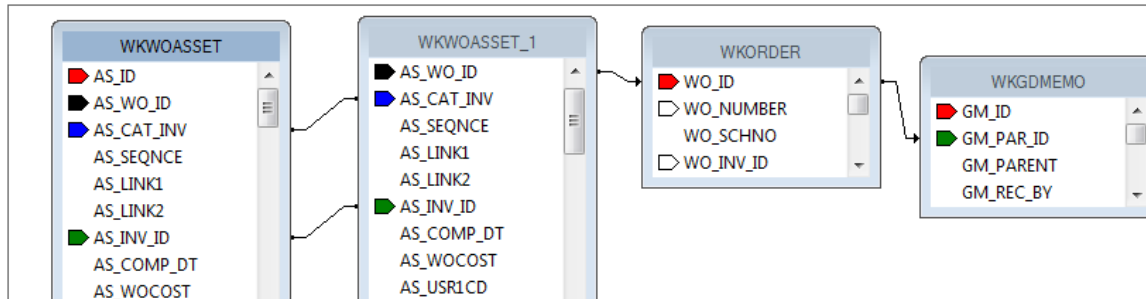 WKWOASSET
AS_ID
AS_WO_ID
AS_CAT_INV
AS_SEQNCE
AS_LINK1
AS_LINK2
AS_INV_ID
AS_COMP_DT
AS_WOCOST
WKWOASSET_1
AS_WO_ID
AS_CAT_INV
AS_SEQNCE
AS_LINK1
AS_LINK2
AS_INV_ID
AS_COMP_DT
AS_WOCOST
AS_USR1CD
WKORDER
WO_ID
WO_NUMBER
WO_SCHNO
WO_INV_ID
WKGDMEMO
GM_ID
GM_PAR_ID
GM_PARENT
GM_REC_BY